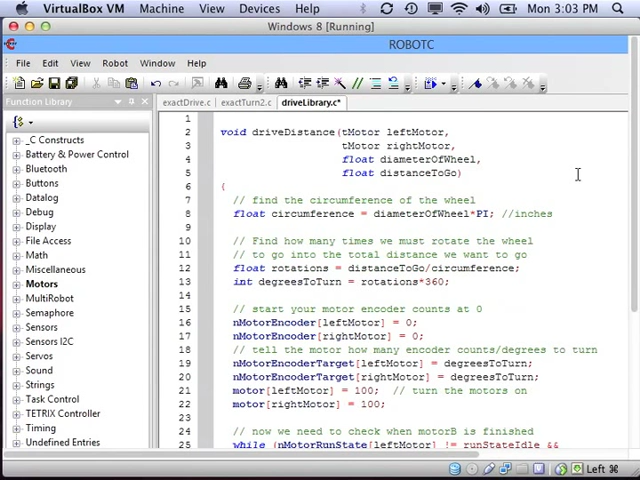 VirtualBox VM Machine View Devices Help Mon 3:03 PM
Windows 8 [Running]
ROBOTC
File Edit View Robot Window Help
Function Library
exactDrive.c exactTurn2.c driveLibrary.c*
_C Constructs
Battery & Power Control
Bluetooth
Buttons
Datalog
Debug
Display
File Access
Math
Miscellaneous
Motors
MultiRobot
Semaphore
Sensors
Sensors I2C
Servos
Sound
Strings
Task Control
TETRIX Controller
Timing
Undefined Entries
1
2 void driveDistance(tMotor leftMotor,
3 tMotor rightMotor,
4 float diameterOfWheel,
5 float distanceToGo)
6 {
7 // find the circumference of the wheel
8 float circumference = diameterOfWheel*PI; //inches
9
10 // Find how many times we must rotate the wheel
11 // to go into the total distance we want to go
12 float rotations = distanceToGo/circumference;
13 int degreesToTurn = rotations*360;
14
15 // start your motor encoder counts at 0
16 nMotorEncoder[leftMotor] = 0;
17 nMotorEncoder[rightMotor] = 0;
18 // tell the motor how many encoder counts/degrees to turn
19 nMotorEncoderTarget[leftMotor] = degreesToTurn;
20 nMotorEncoderTarget[rightMotor] = degreesToTurn;
21 motor[leftMotor] = 100; // turn the motors on
22 motor[rightMotor] = 100;
23
24 // now we need to check when motorB is finished
25 while (nMotorRunState[leftMotor] != runStateIdle &&
Left ⌘